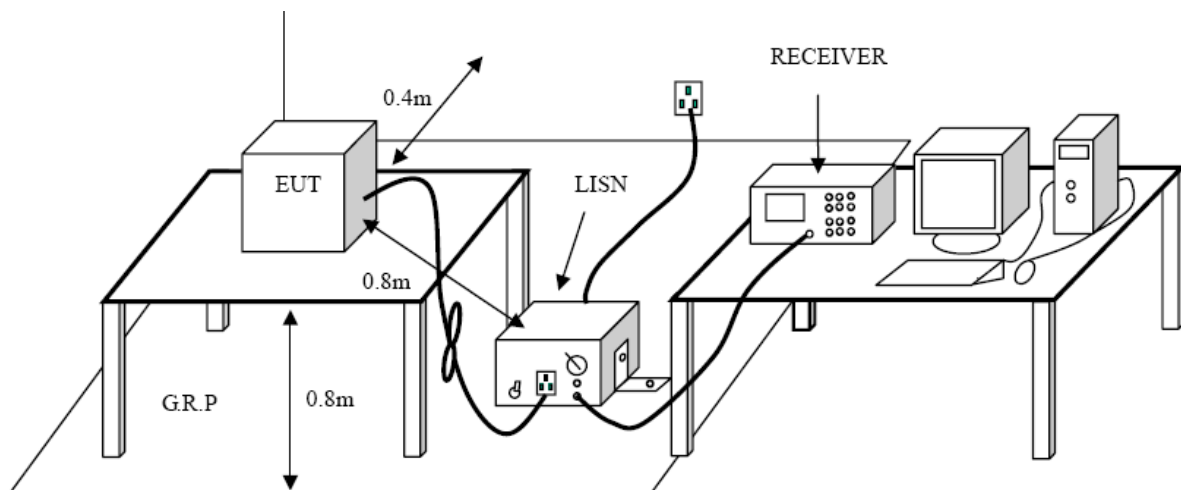 RECEIVER
0.4m
EUT
LISN
0.8m
G.R.P
0.8m